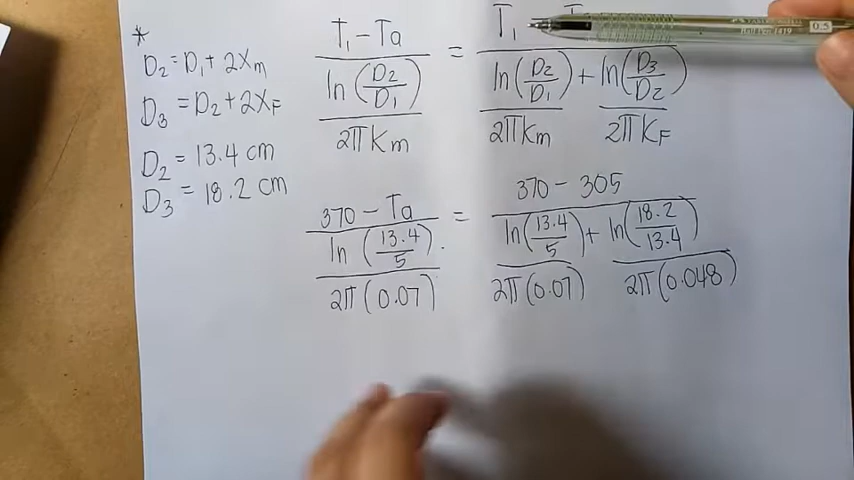 *
D₂ = D₁ + 2Xm
D₃ = D₂ + 2XF
D₂ = 13.4 cm
D₃ = 18.2 cm
T₁ - Ta / (ln(D₂/D₁) / 2πKm) = T₁ / (ln(D₂/D₁) / 2πKm + ln(D₃/D₂) / 2πKF)
370 - Ta / (ln(13.4/5) / 2π(0.07)) = 370 - 305 / (ln(13.4/5) / 2π(0.07) + ln(18.2/13.4) / 2π(0.048))
0.5